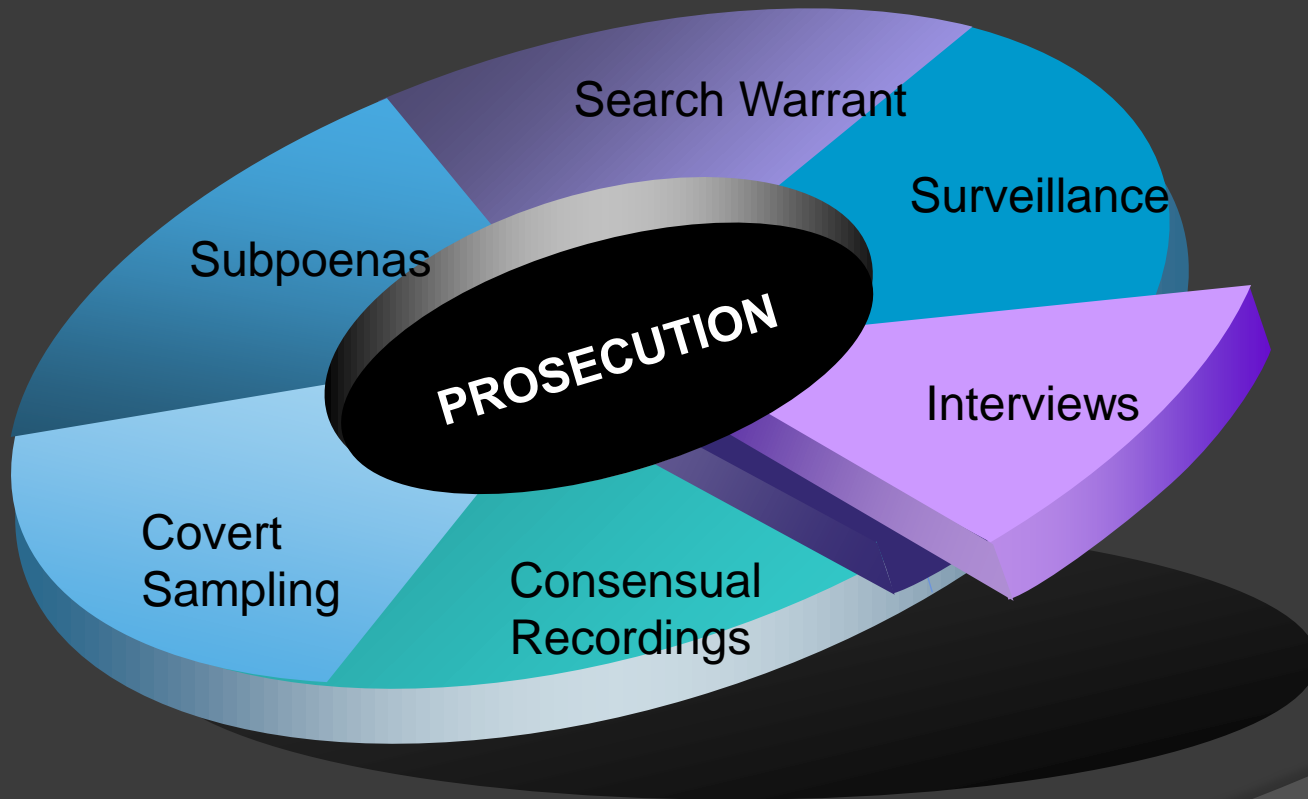 Search Warrant
Surveillance
Subpoenas
PROSECUTION
Interviews
Covert
Sampling
Consensual
Recordings